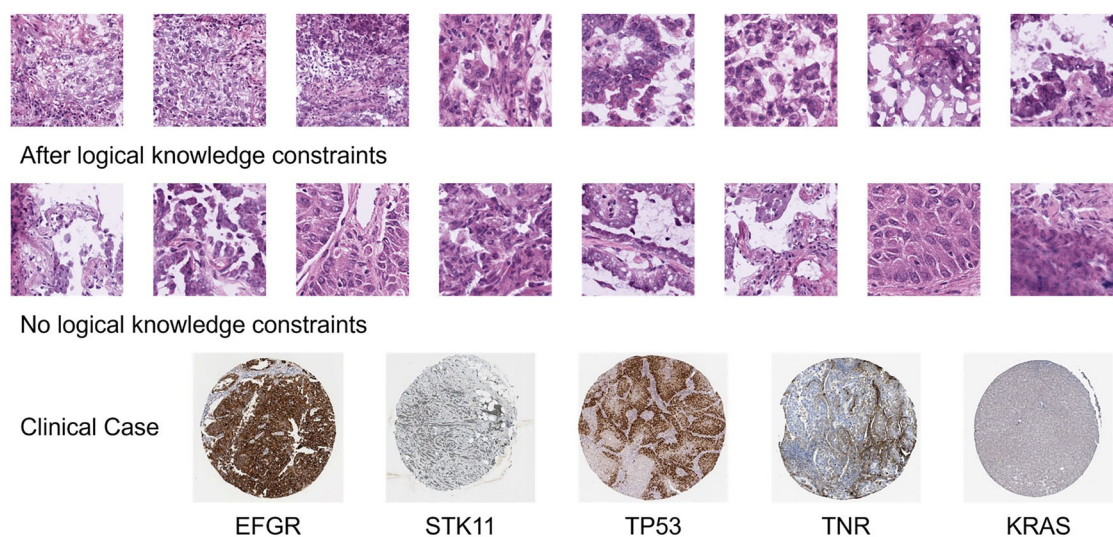 After logical knowledge constraints
No logical knowledge constraints
Clinical Case
EFGR STK11 TP53 TNR KRAS